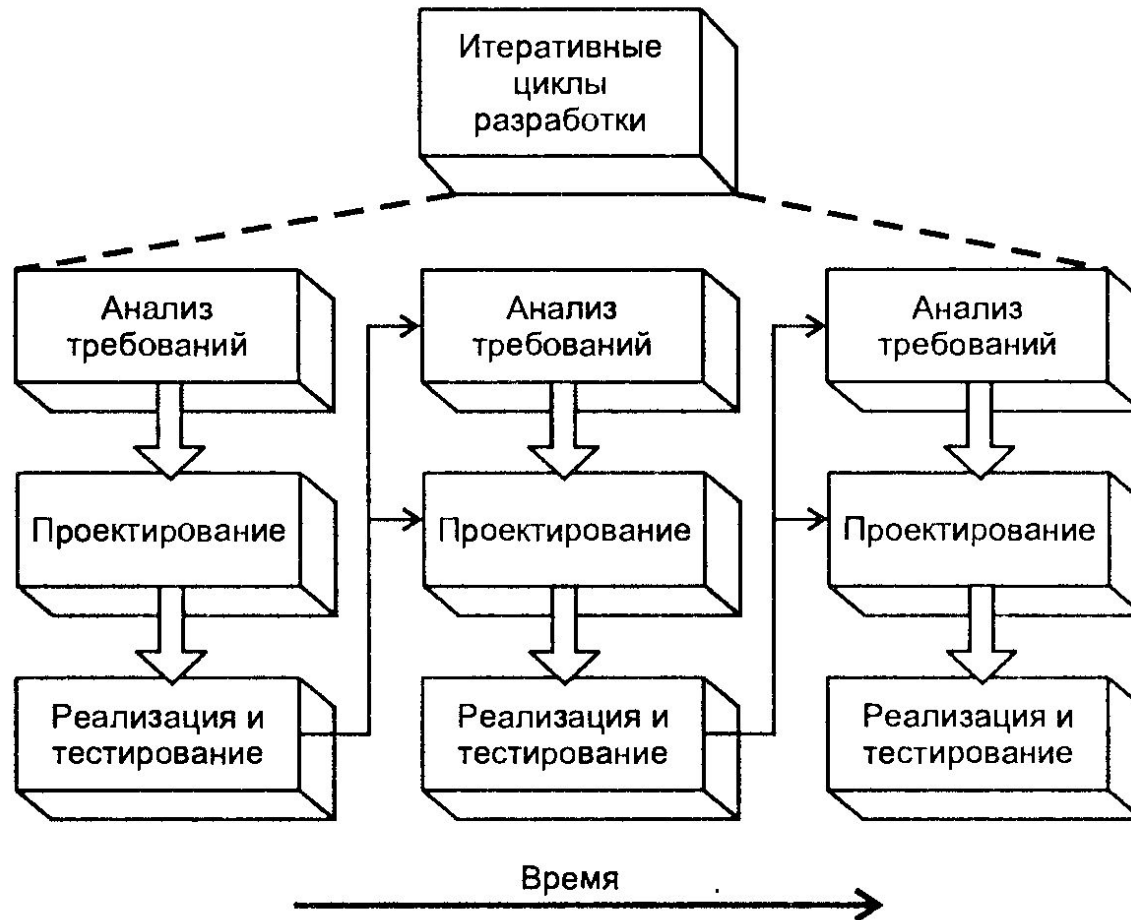 Итеративные
циклы
разработки
Анализ
требований
Анализ
требований
Анализ
требований
Проектирование
Проектирование
Проектирование
Реализация и
тестирование
Реализация и
тестирование
Реализация и
тестирование
Время